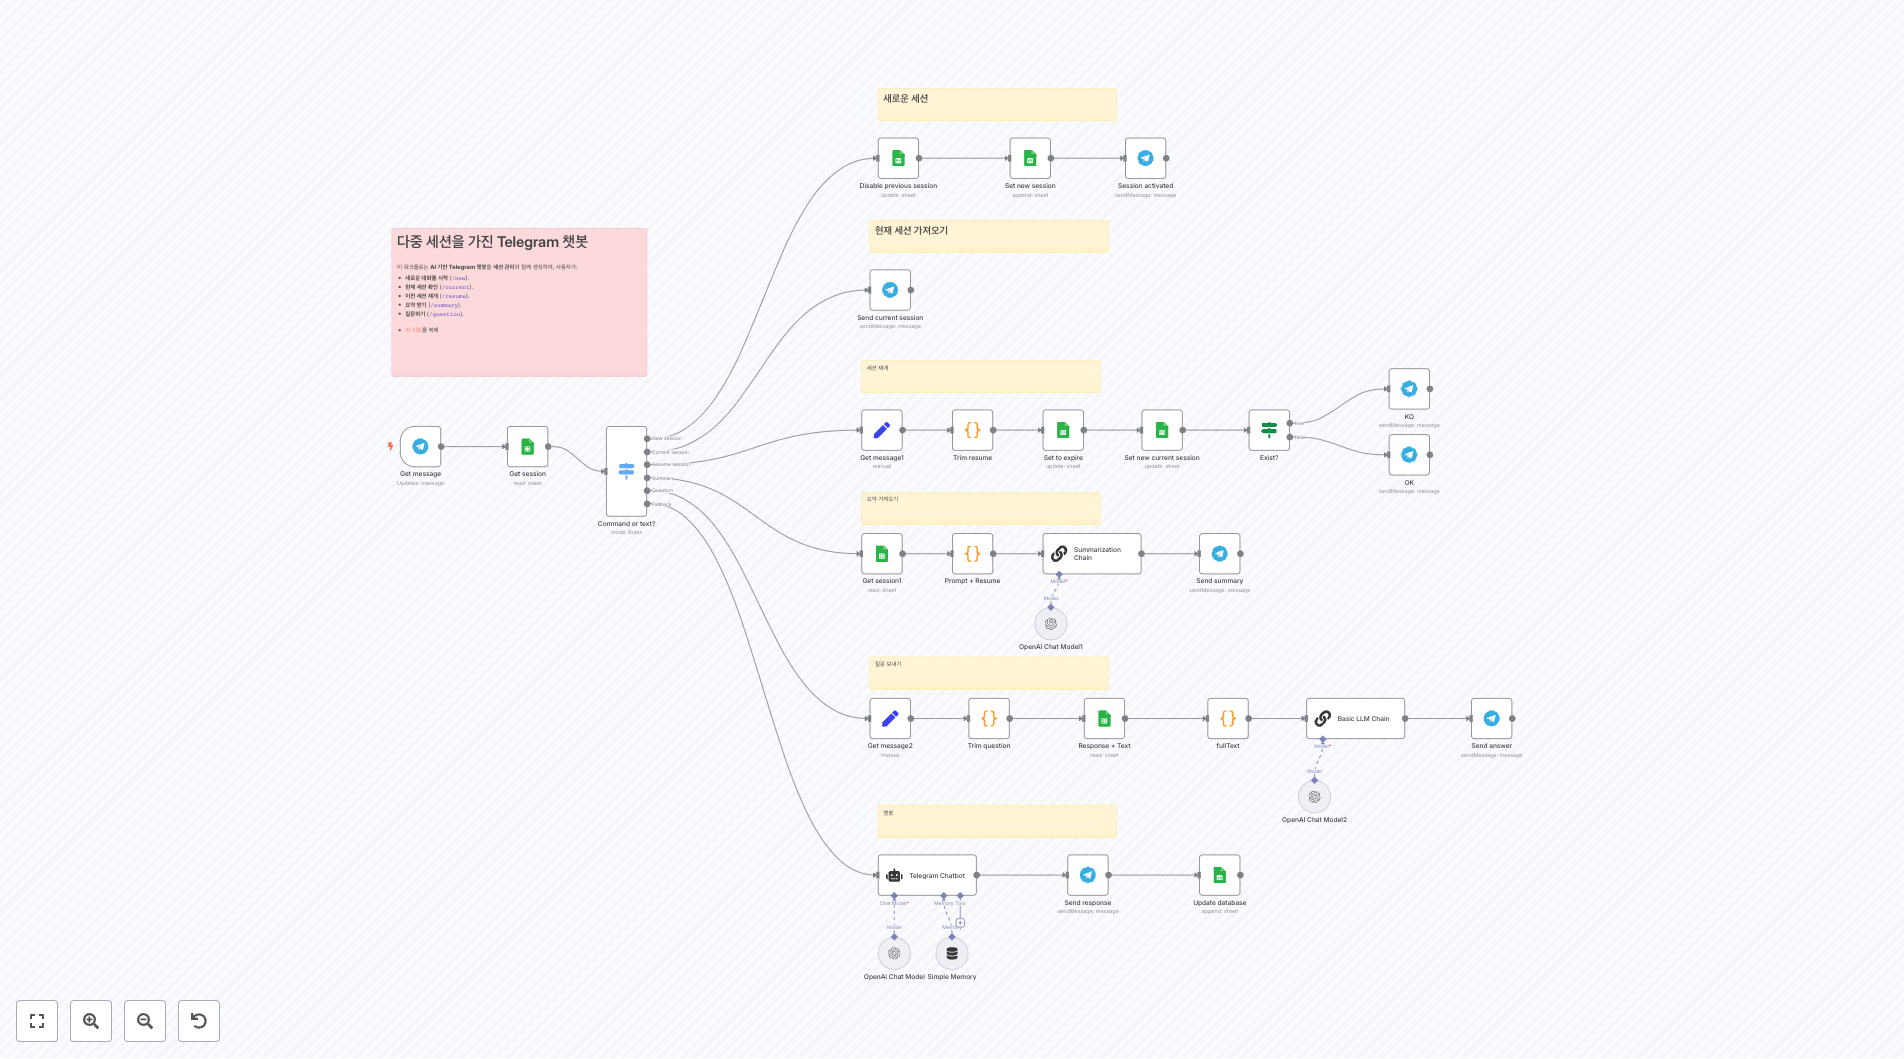 새로운 세션
Disable previous session
update: sheet
Set new session
append: sheet
Session activated
sendMessage: message
현재 세션 가져오기
Send current session
sendMessage: message
다중 세션을 가진 Telegram 챗봇
이 워크플로는 AI 기반 Telegram 챗봇을 세션 관리와 함께 생성하여, 사용자가:
새로운 대화를 시작 (/new).
현재 세션 확인 (/current).
이전 세션 재개 (/resume).
요약 받기 (/summary).
질문하기 (/question).
이 시트를 복제
Get message
Updates: message
Get session
read: sheet
Command or text?
mode: Rules
New session
Current session
Resume session
Summary
Question
Fallback
세션 재개
Get message1
manual
Trim resume
Set to expire
update: sheet
Set new current session
update: sheet
Exist?
true
false
KO
sendMessage: message
OK
sendMessage: message
요약 가져오기
Get session1
read: sheet
Prompt + Resume
Summarization
Chain
Model*
Model
OpenAI Chat Model1
Send summary
sendMessage: message
질문 보내기
Get message2
manual
Trim question
Response + Text
read: sheet
fullText
Basic LLM Chain
Model*
Model
OpenAI Chat Model2
Send answer
sendMessage: message
챗봇
Telegram Chatbot
Chat Model*
Memory
Tool
Model
Memory
OpenAI Chat Model
Simple Memory
Send response
sendMessage: message
Update database
append: sheet